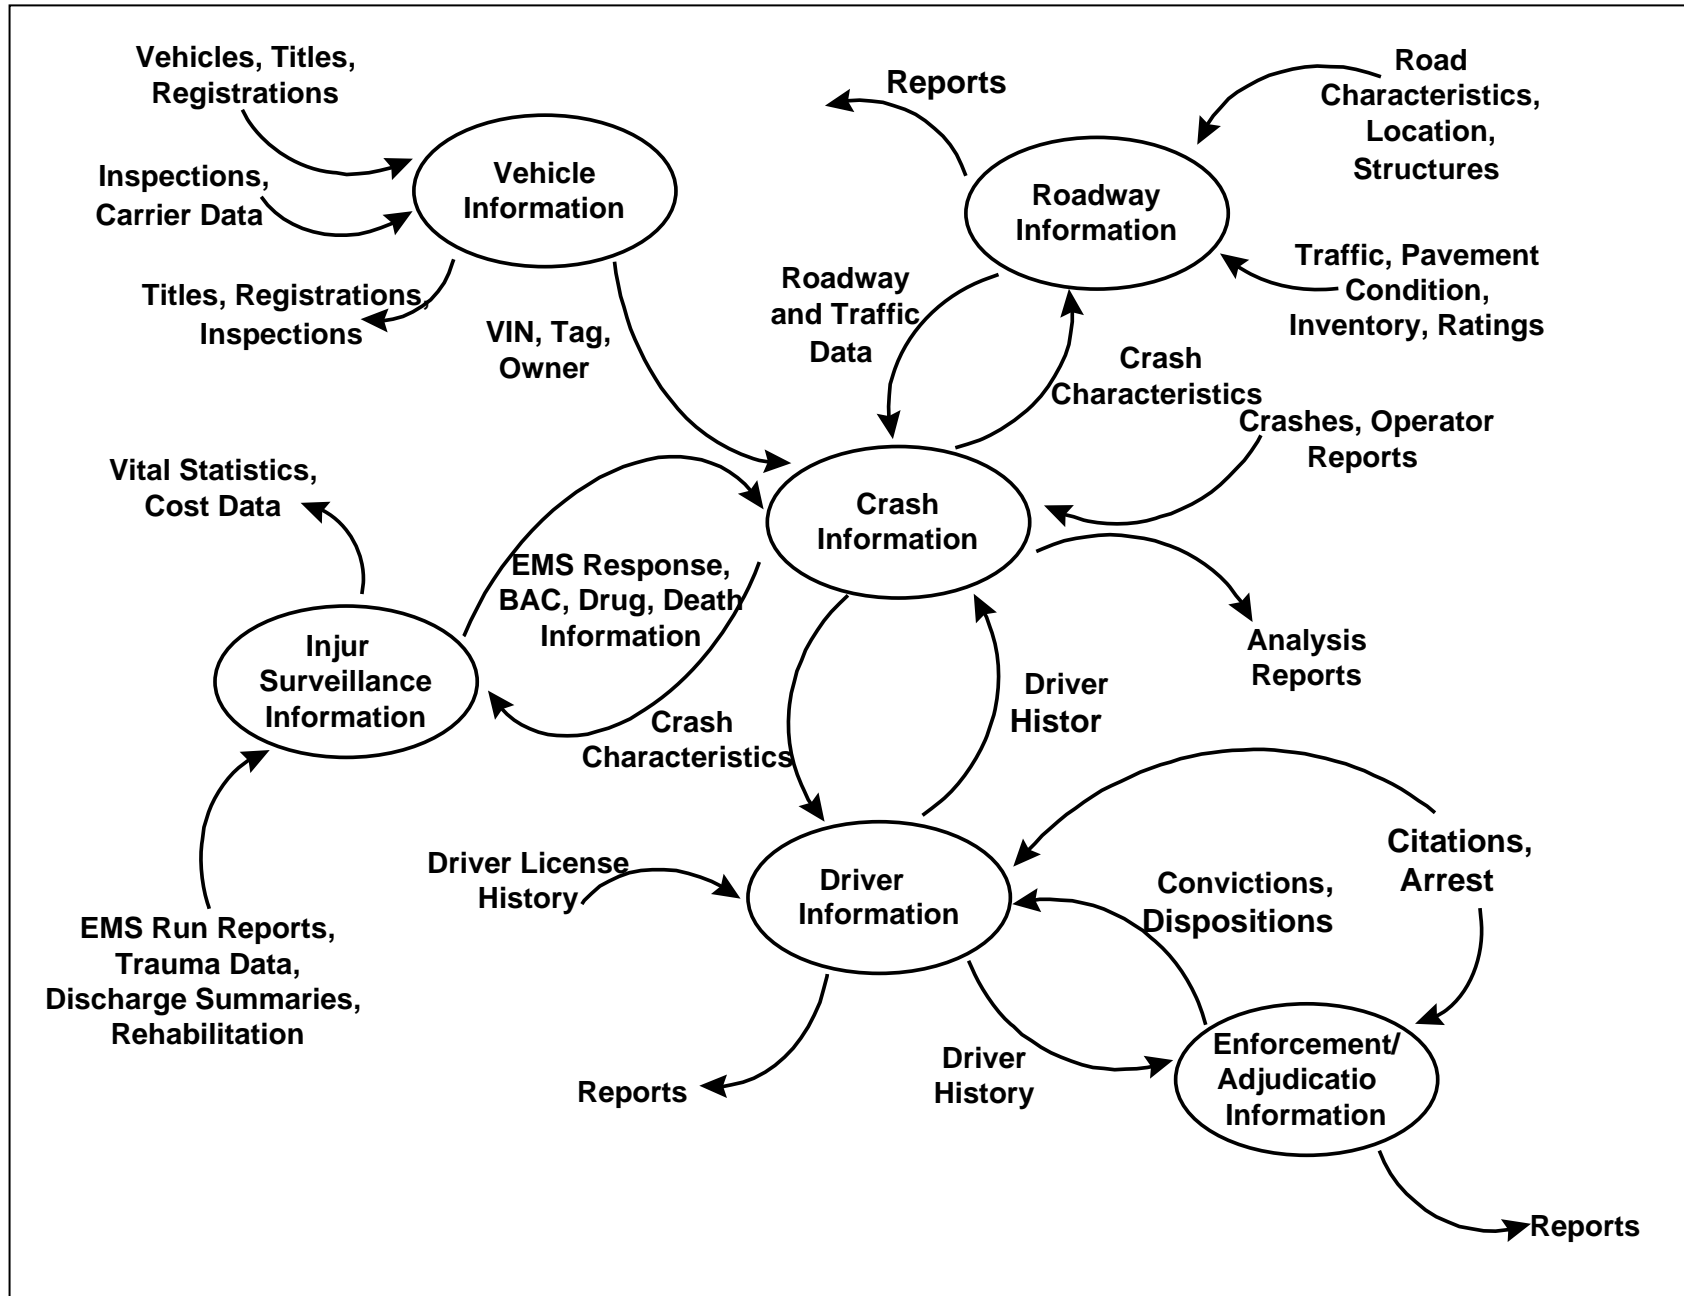 Vehicles, Titles,
Registrations
Inspections,
Carrier Data
Vehicle
Information
Titles, Registrations,
Inspections
VIN, Tag,
Owner
Reports
Road
Characteristics,
Location,
Structures
Roadway
Information
Traffic, Pavement
Condition,
Inventory, Ratings
Roadway
and Traffic
Data
Crash
Characteristics
Crashes, Operator
Reports
Vital Statistics,
Cost Data
Crash
Information
EMS Response,
BAC, Drug, Death
Information
Analysis
Reports
Injur
Surveillance
Information
Crash
Characteristics
Driver
Histor
Driver License
History
Driver
Information
Convictions,
Dispositions
Citations,
Arrest
EMS Run Reports,
Trauma Data,
Discharge Summaries,
Rehabilitation
Reports
Driver
History
Enforcement/
Adjudicatio
Information
Reports